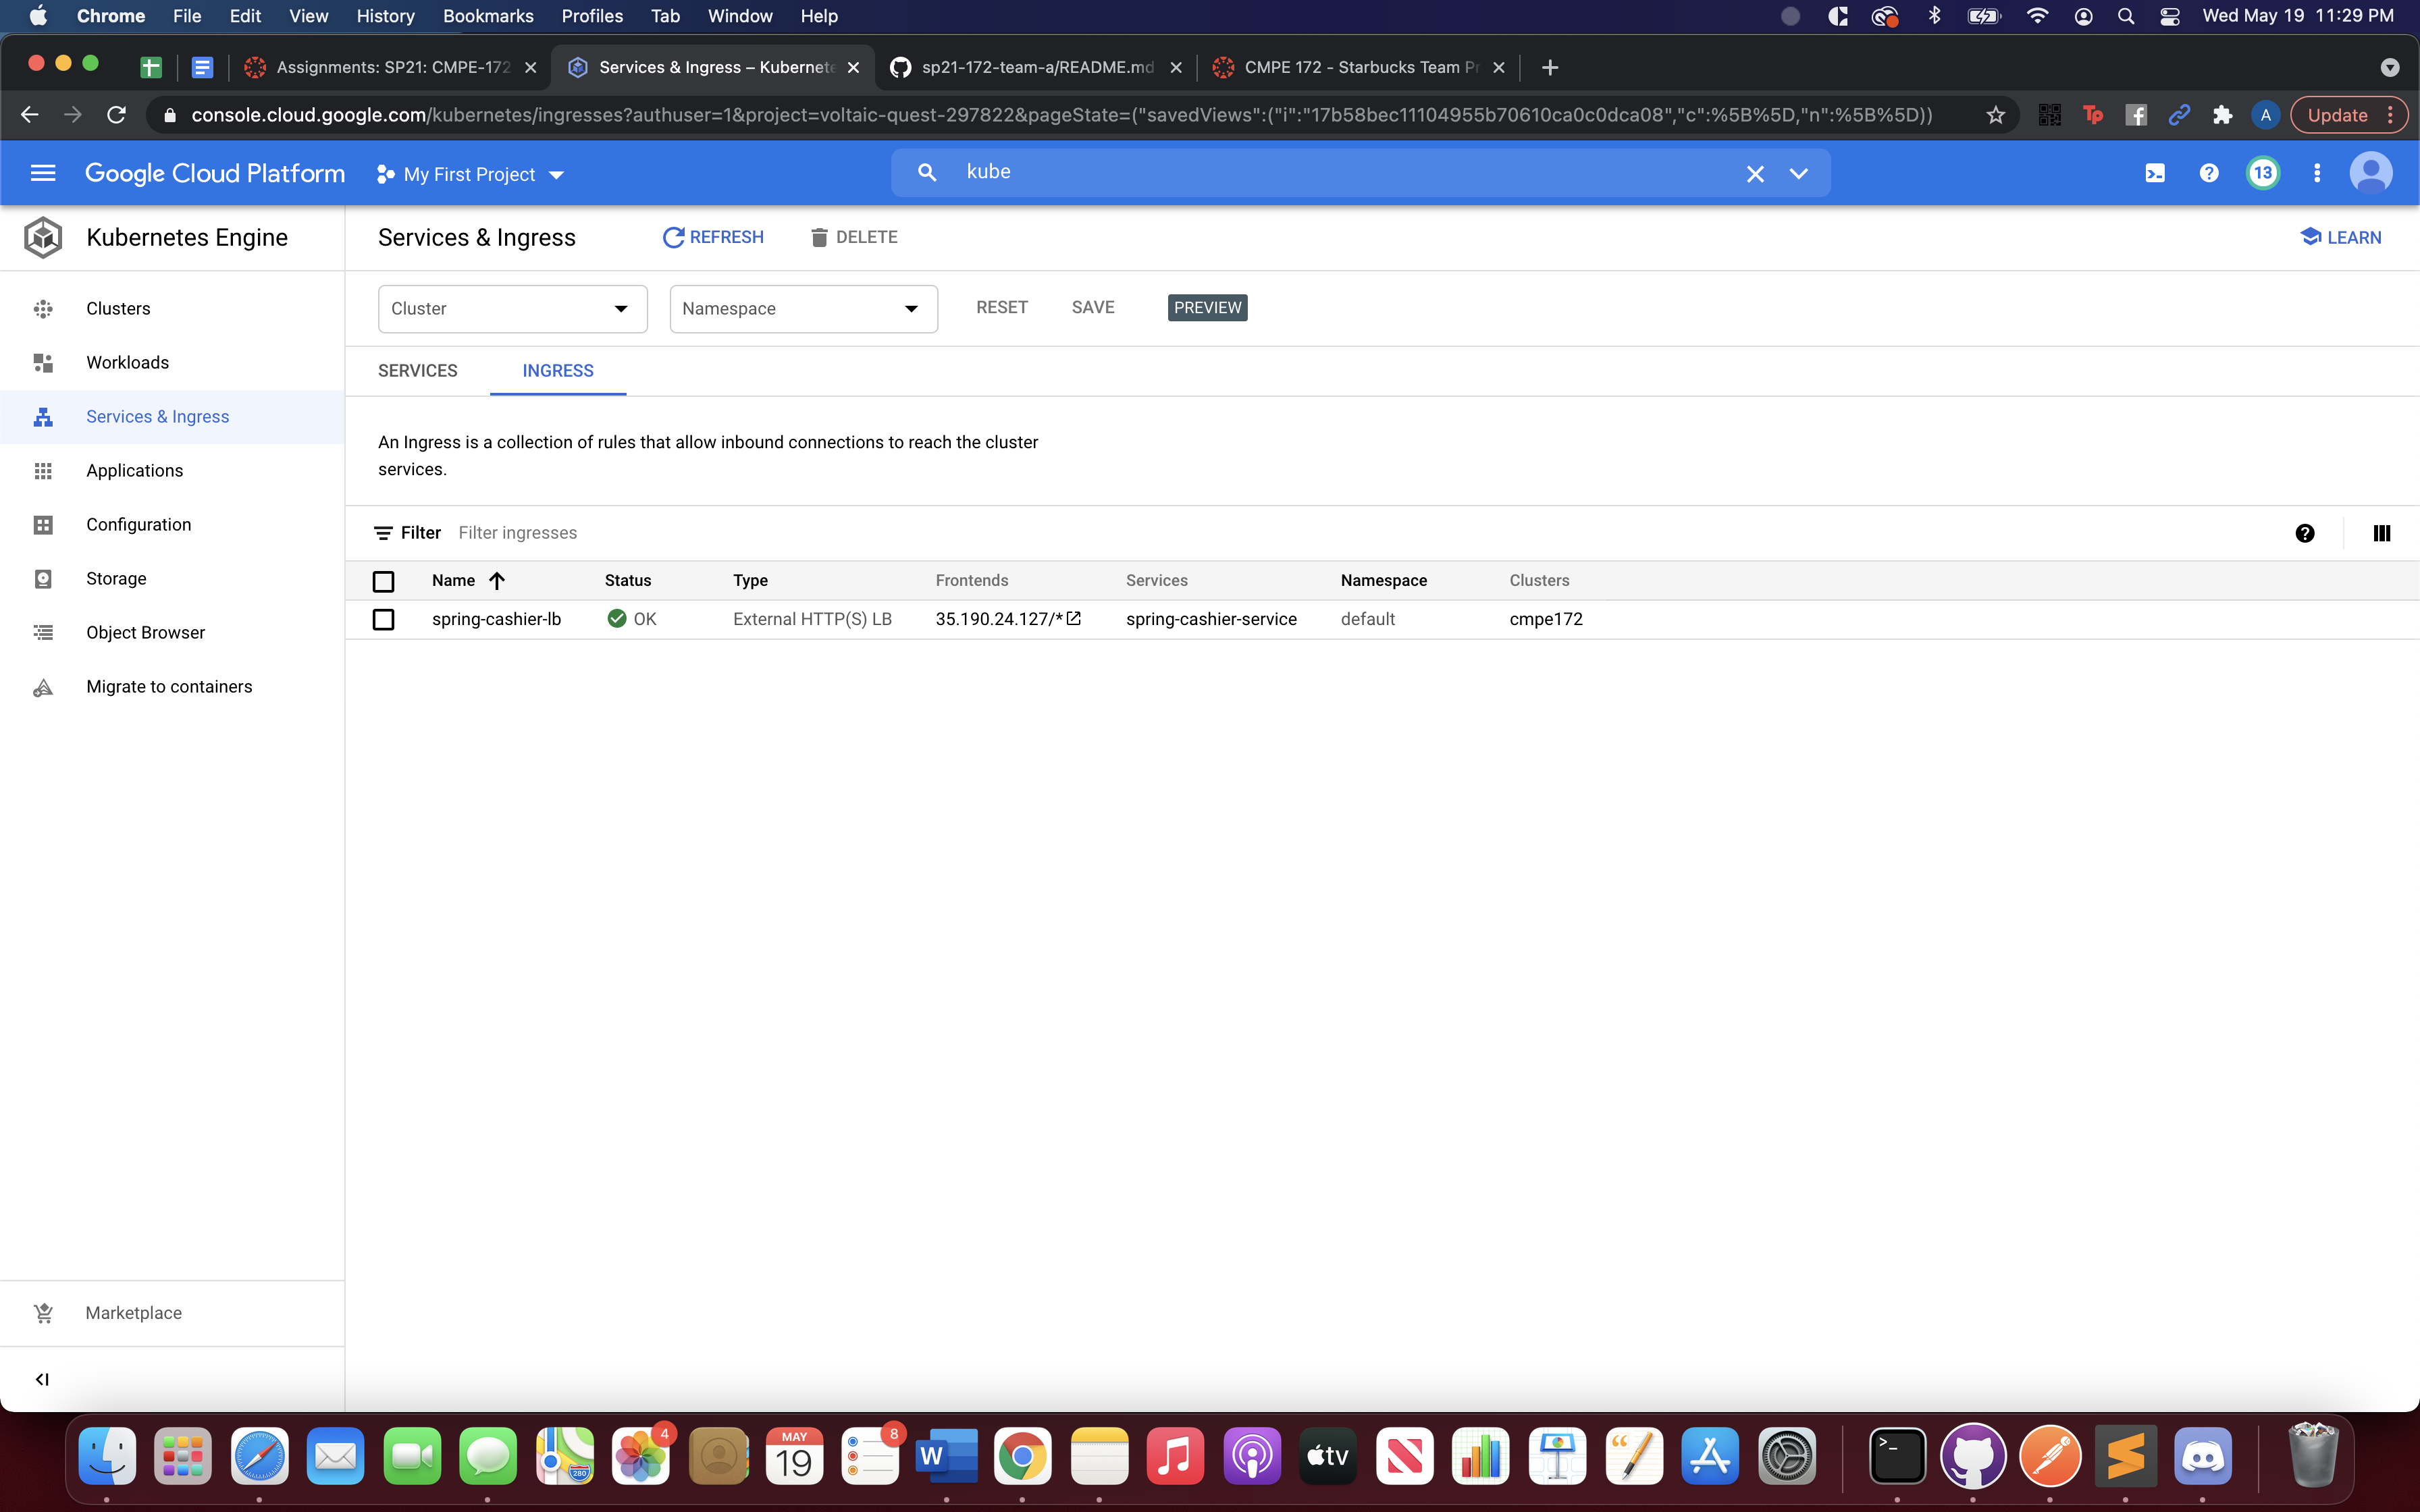 Chrome File Edit View History Bookmarks Profiles Tab Window Help Wed May 19 11:29 PM
Assignments: SP21: CMPE-172 Services & Ingress – Kubernete sp21-172-team-a/README.md CMPE 172 - Starbucks Team Pr
console.cloud.google.com/kubernetes/ingresses?authuser=1&project=voltaic-quest-297822&pageState=("savedViews":("i":"17b58bec11104955b70610ca0c0dca08","c":%5B%5D,"n":%5B%5D)) Tp f A Update
Google Cloud Platform My First Project kube 13
Kubernetes Engine Services & Ingress REFRESH DELETE LEARN
Clusters
Workloads
Services & Ingress
Applications
Configuration
Storage
Object Browser
Migrate to containers
Marketplace
Cluster Namespace RESET SAVE PREVIEW
SERVICES INGRESS
An Ingress is a collection of rules that allow inbound connections to reach the cluster
services.
Filter Filter ingresses
Name Status Type Frontends Services Namespace Clusters
spring-cashier-lb OK External HTTP(S) LB 35.190.24.127/* spring-cashier-service default cmpe172
4 MAY 19 8 W tv 280